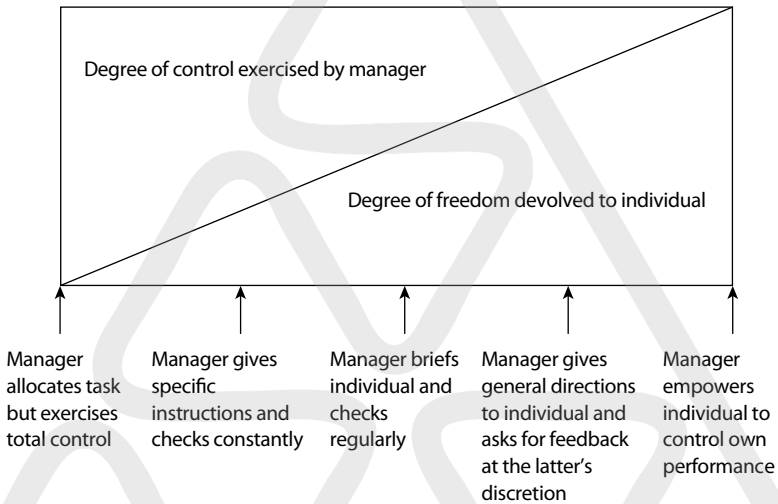 Degree of control exercised by manager
Degree of freedom devolved to individual
Manager
allocates task
but exercises
total control
Manager gives
specific
instructions and
checks constantly
Manager briefs
individual and
checks
regularly
Manager gives
general directions
to individual and
asks for feedback
at the latter's
discretion
Manager
empowers
individual to
control own
performance